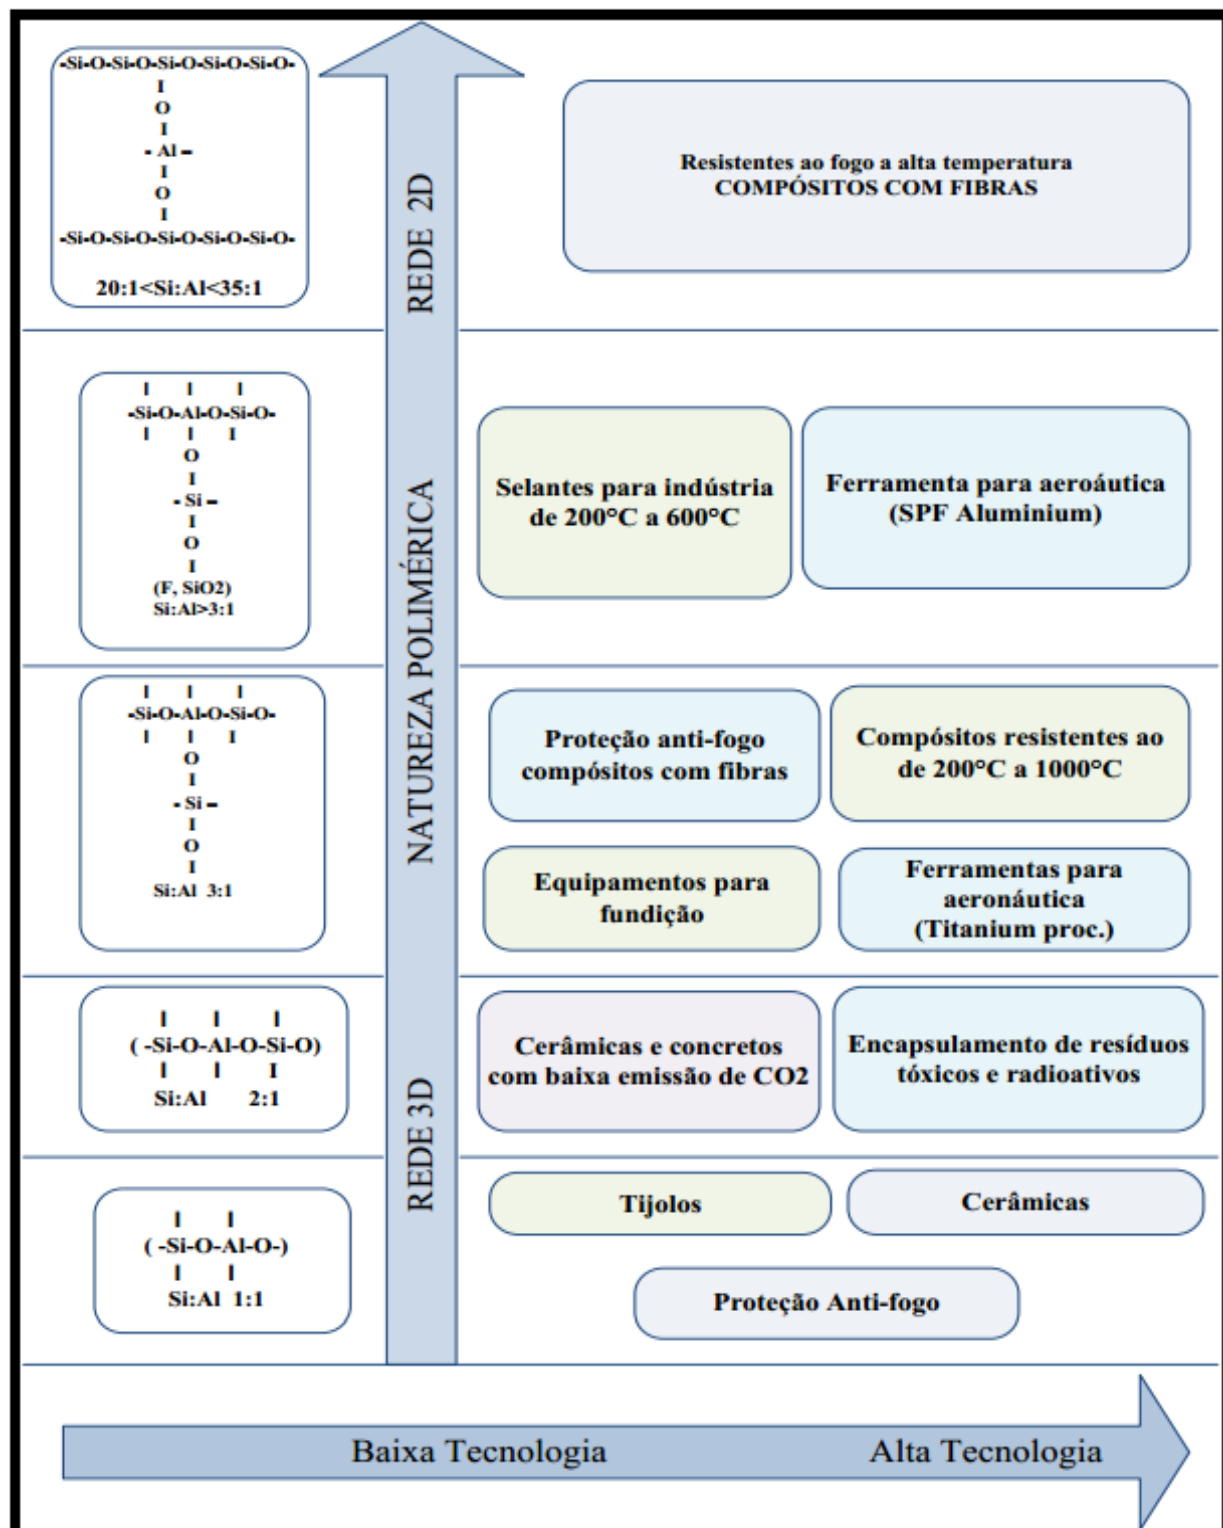 -Si-O-Si-O-Si-O-Si-O-Si-O-
I
O
I
- Al –
I
O
I
-Si-O-Si-O-Si-O-Si-O-Si-O-
20:1<Si:Al<35:1
Resistentes ao fogo a alta temperatura
COMPÓSITOS COM FIBRAS
REDE 2D
I I I
-Si-O-Al-O-Si-O-
I I I
O
I
- Si –
I
O
I
(F, SiO2)
Si:Al>3:1
Selantes para indústria
de 200°C a 600°C
Ferramenta para aeroáutica
(SPF Aluminium)
NATUREZA POLIMÉRICA
I I I
-Si-O-Al-O-Si-O-
I I I
O
I
- Si –
I
O
I
Si:Al 3:1
Proteção anti-fogo
compósitos com fibras
Compósitos resistentes ao
de 200°C a 1000°C
Equipamentos para
fundição
Ferramentas para
aeronáutica
(Titanium proc.)
I I I
( -Si-O-Al-O-Si-O)
I I I
Si:Al 2:1
Cerâmicas e concretos
com baixa emissão de CO2
Encapsulamento de resíduos
tóxicos e radioativos
REDE 3D
I I
( -Si-O-Al-O-)
I I
Si:Al 1:1
Tijolos
Cerâmicas
Proteção Anti-fogo
Baixa Tecnologia
Alta Tecnologia